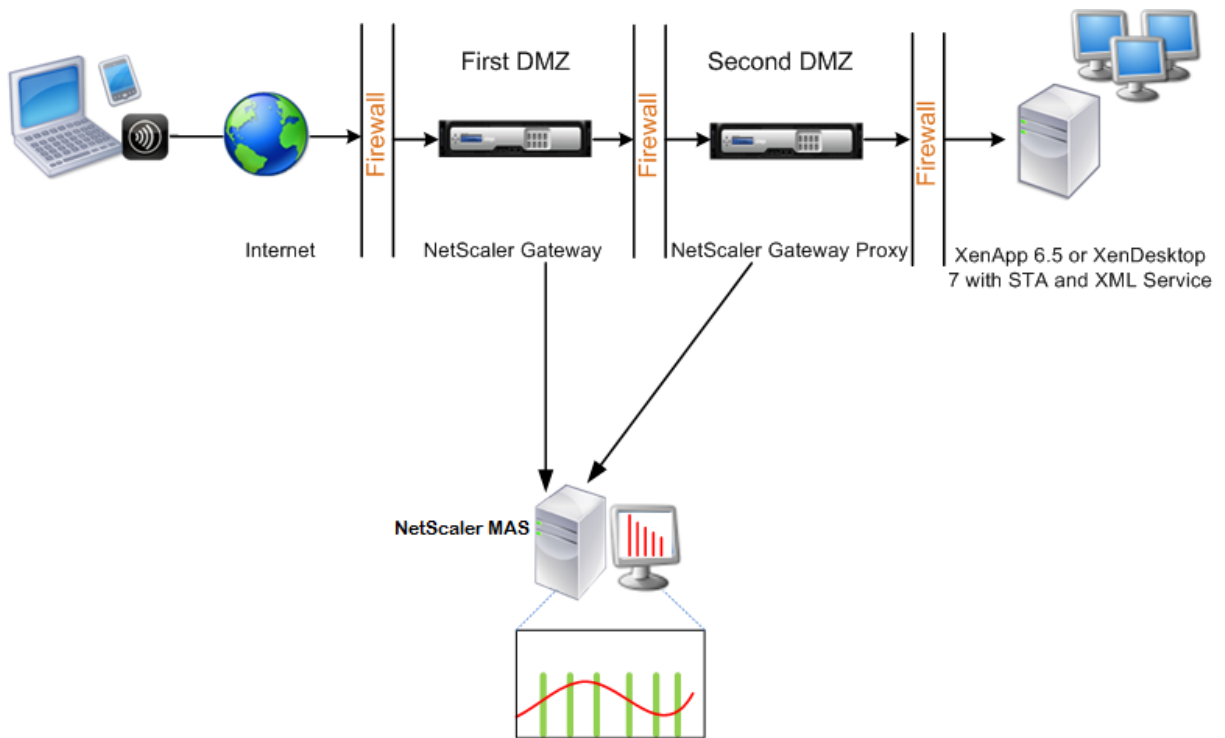 First DMZ
Second DMZ
Firewall
Firewall
Firewall
Internet
NetScaler Gateway
NetScaler Gateway Proxy
XenApp 6.5 or XenDesktop
7 with STA and XML Service
NetScaler MAS